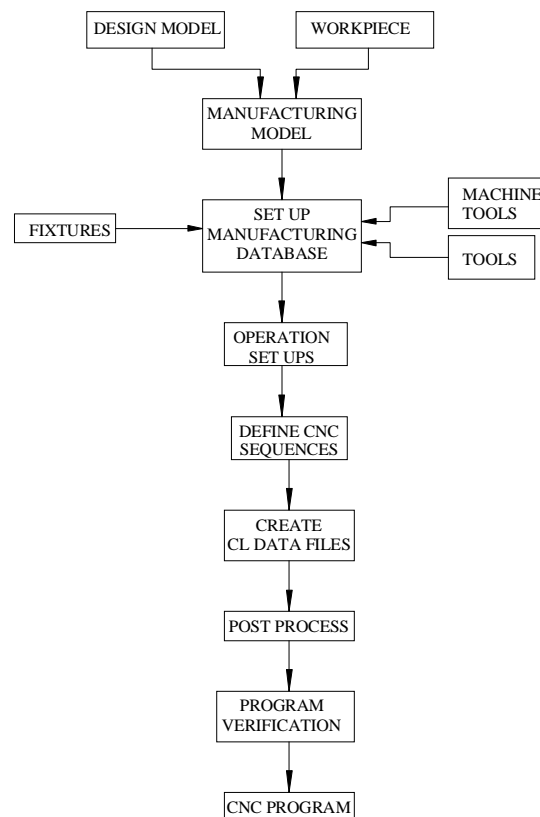 DESIGN MODEL
WORKPIECE
MANUFACTURING
MODEL
SET UP
MANUFACTURING
DATABASE
MACHINE
TOOLS
FIXTURES
TOOLS
OPERATION
SET UPS
DEFINE CNC
SEQUENCES
CREATE
CL DATA FILES
POST PROCESS
PROGRAM
VERIFICATION
CNC PROGRAM